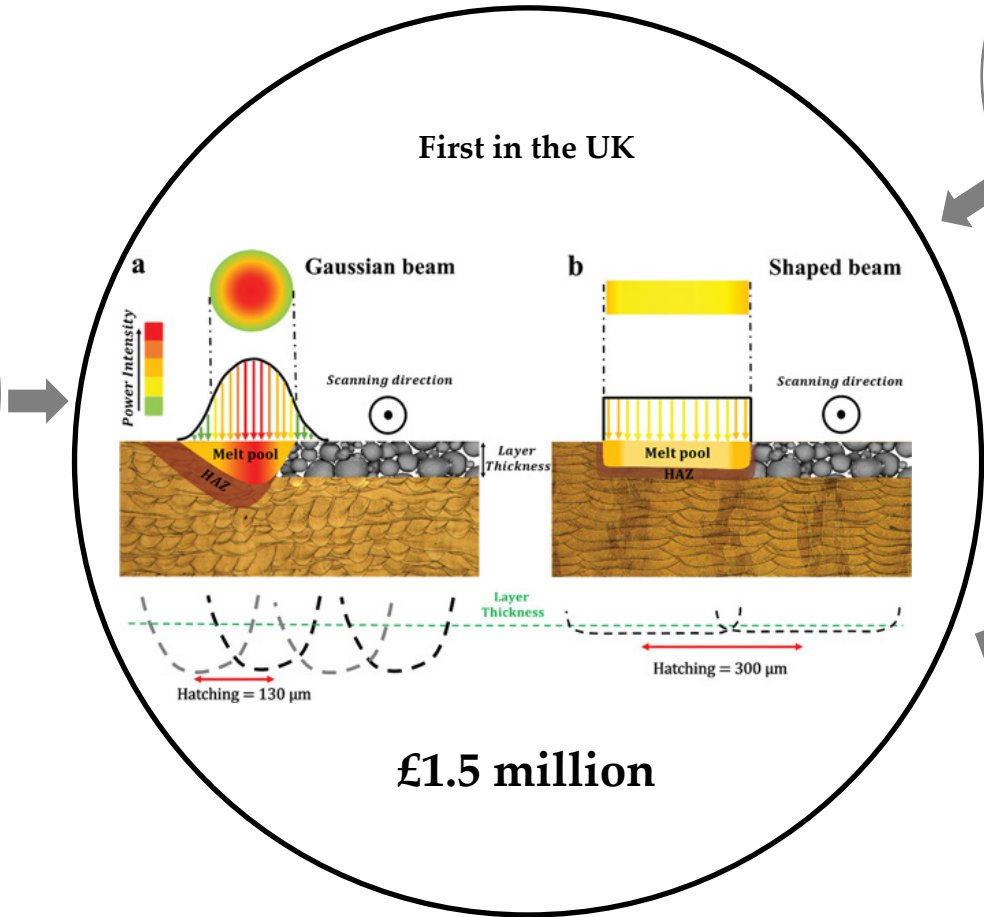 First in the UK
a
Gaussian beam
Power Intensity
Scanning direction
Melt pool
HAZ
Layer
Thickness
b
Shaped beam
Scanning direction
Melt pool
HAZ
Layer
Thickness
Hatching = 130 μm
Hatching = 300 μm
£1.5 million